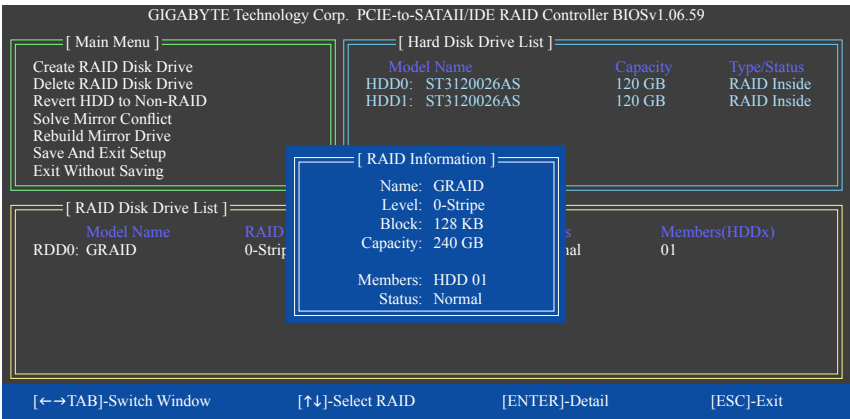 GIGABYTE Technology Corp. PCIE-to-SATAII/IDE RAID Controller BIOSv1.06.59
[ Main Menu ]
Create RAID Disk Drive
Delete RAID Disk Drive
Revert HDD to Non-RAID
Solve Mirror Conflict
Rebuild Mirror Drive
Save And Exit Setup
Exit Without Saving
[ Hard Disk Drive List ]
Model Name Capacity Type/Status
HDD0: ST3120026AS 120 GB RAID Inside
HDD1: ST3120026AS 120 GB RAID Inside
[ RAID Information ]
Name: GRAID
Level: 0-Stripe
Block: 128 KB
Capacity: 240 GB
Members: HDD 01
Status: Normal
[ RAID Disk Drive List ]
Model Name RAID Members(HDDx)
RDD0: GRAID 01
[←→TAB]-Switch Window [↑↓]-Select RAID [ENTER]-Detail [ESC]-Exit